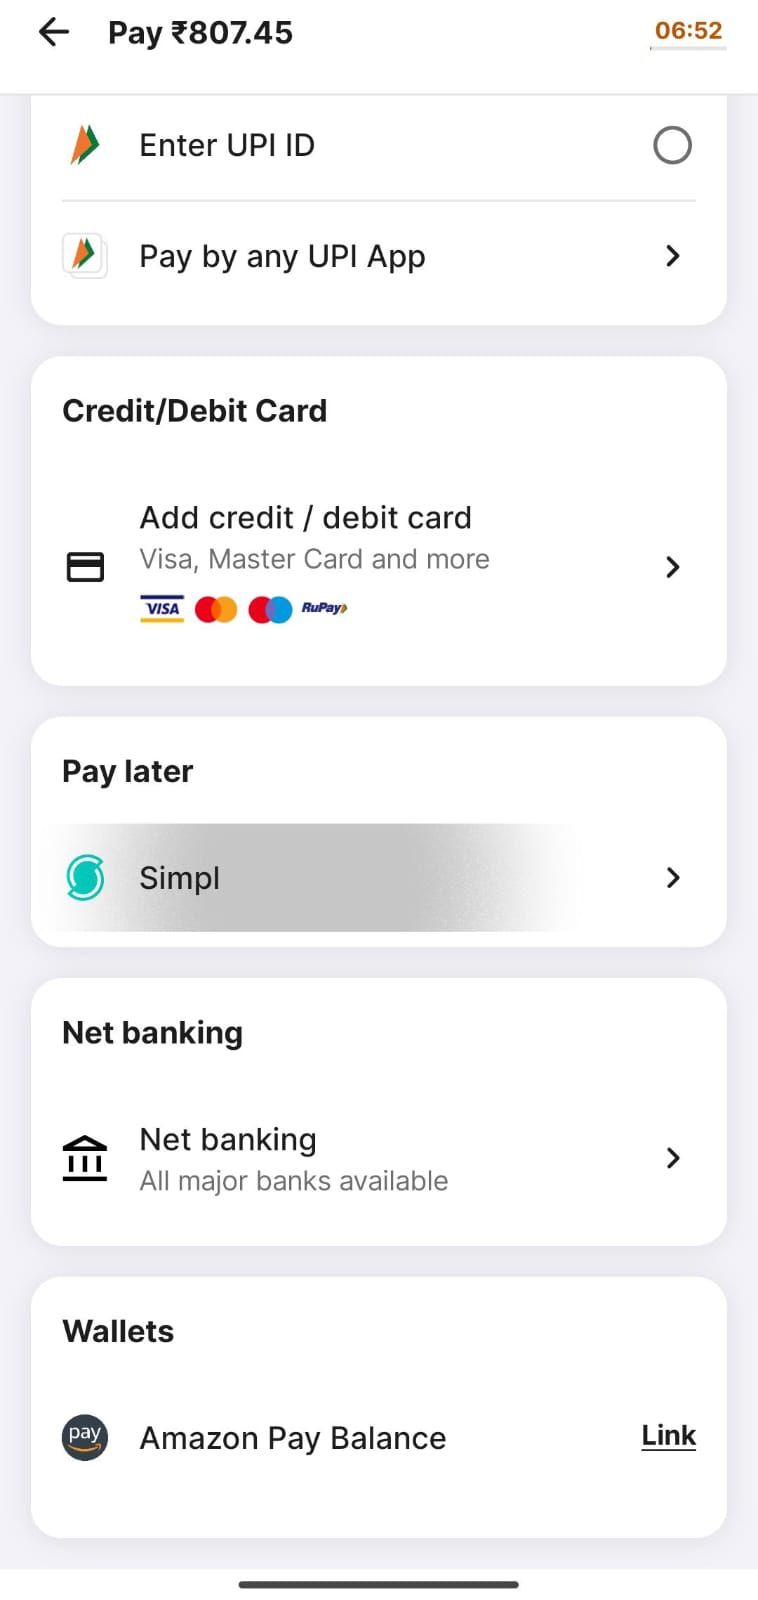 Pay ₹807.45
06:52
Enter UPI ID
Pay by any UPI App
Credit/Debit Card
Add credit / debit card
Visa, Master Card and more
VISA
RuPay
Pay later
Simpl
Net banking
Net banking
All major banks available
Wallets
pay
Amazon Pay Balance
Link